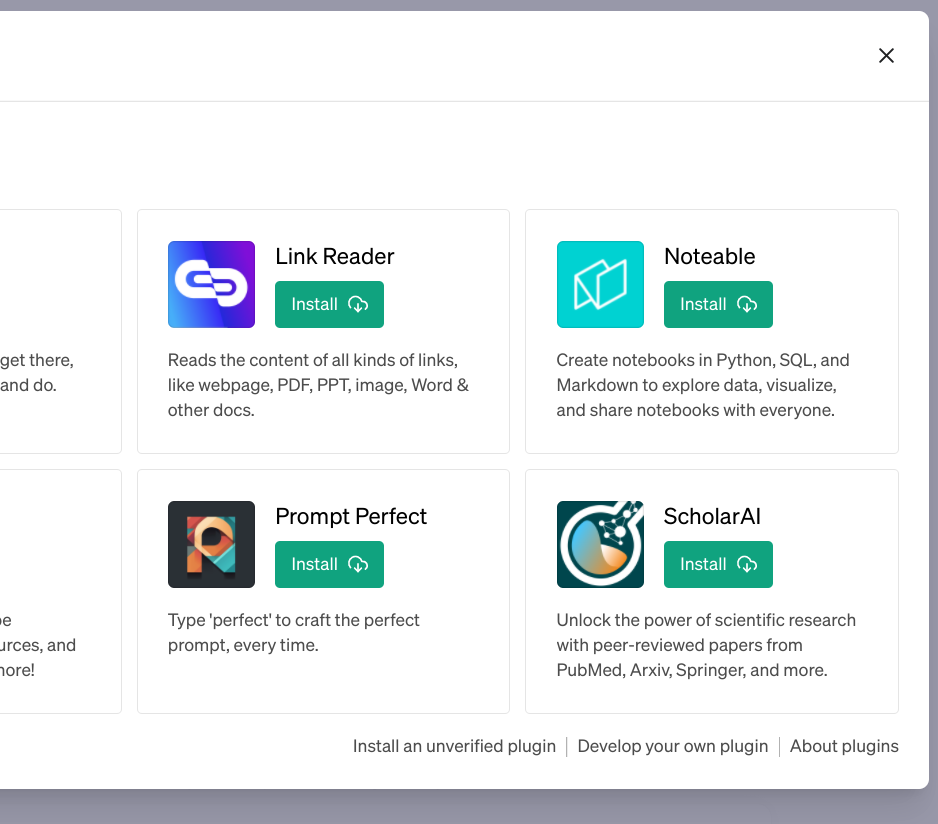 get there,
and do.
Link Reader
Install
Reads the content of all kinds of links,
like webpage, PDF, PPT, image, Word &
other docs.
Noteable
Install
Create notebooks in Python, SQL, and
Markdown to explore data, visualize,
and share notebooks with everyone.
urces, and
Prompt Perfect
Install
Type 'perfect' to craft the perfect
prompt, every time.
ScholarAI
Install
Unlock the power of scientific research
with peer-reviewed papers from
PubMed, Arxiv, Springer, and more.
Install an unverified plugin
Develop your own plugin
About plugins